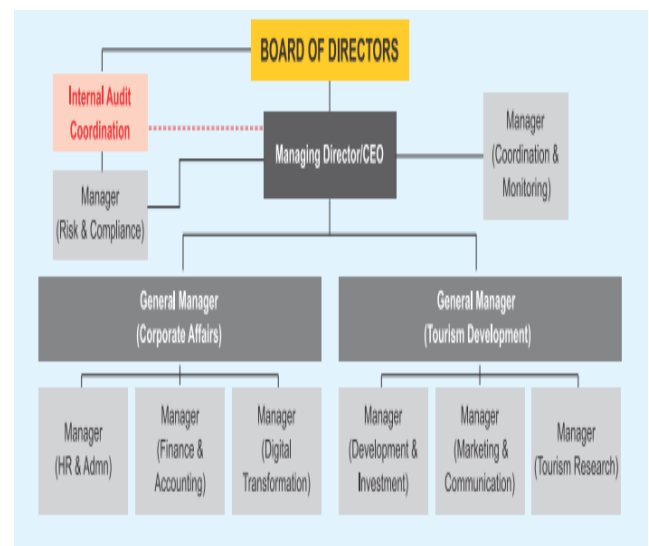 BOARD OF DIRECTORS
Internal Audit
Coordination
Managing Director/CEO
Manager
(Coordination &
Monitoring)
Manager
(Risk & Compliance)
General Manager
(Corporate Affairs)
General Manager
(Tourism Development)
Manager
(HR & Admn)
Manager
(Finance &
Accounting)
Manager
(Digital
Transformation)
Manager
(Development &
Investment)
Manager
(Marketing &
Communication)
Manager
(Tourism Research)